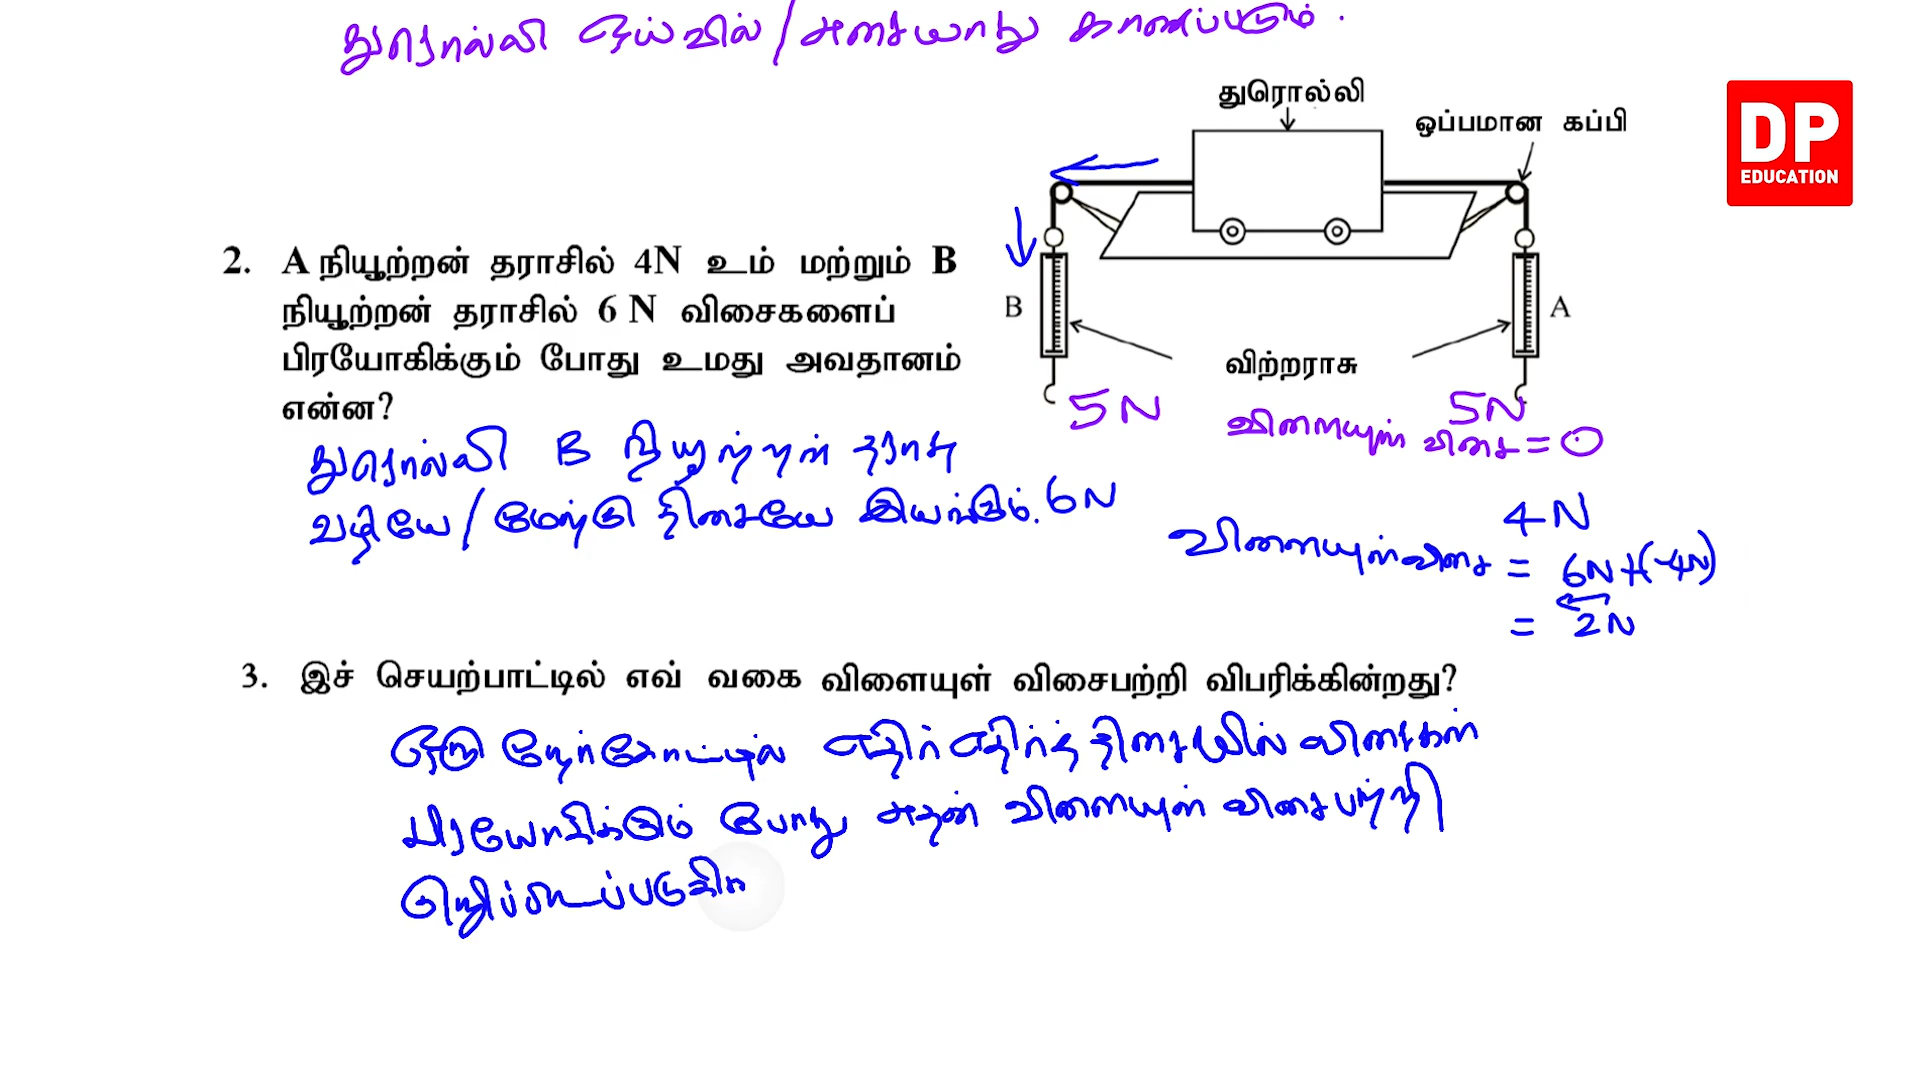 துரொல்லி ஓய்வில் / அசையாது காணப்படும்.
துரொல்லி
ஒப்பமான கப்பி
DP
EDUCATION
2. A நியூற்றன் தராசில் 4N உம் மற்றும் B
நியூற்றன் தராசில் 6 N விசைகளைப்
பிரயோகிக்கும் போது உமது அவதானம்
என்ன?
B
A
விற்றராசு
5N
5N
விளையுள் விசை = 0
துரொல்லி B நியூற்றன் தராசு
வழியே / மேற்கு திசையே இயங்கும்.
6N
4N
விளையுள்விசை = 6N+(-4N)
= 2N
3. இச் செயற்பாட்டில் எவ் வகை விளையுள் விசைபற்றி விபரிக்கின்றது?
ஒரு நேர்கோட்டில் எதிர் எதிர்த் திசையில் விசைகள்
பிரயோகிக்கும் போது அதன் விளையுள் விசைபற்றி
குறிப்பிடப்படுகி